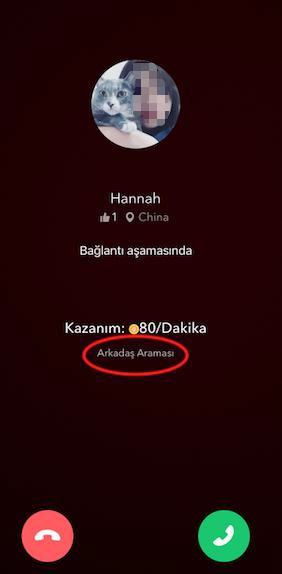 Hannah
1 China
Bağlantı aşamasında
Kazanım: 80/Dakika
Arkadaş Araması